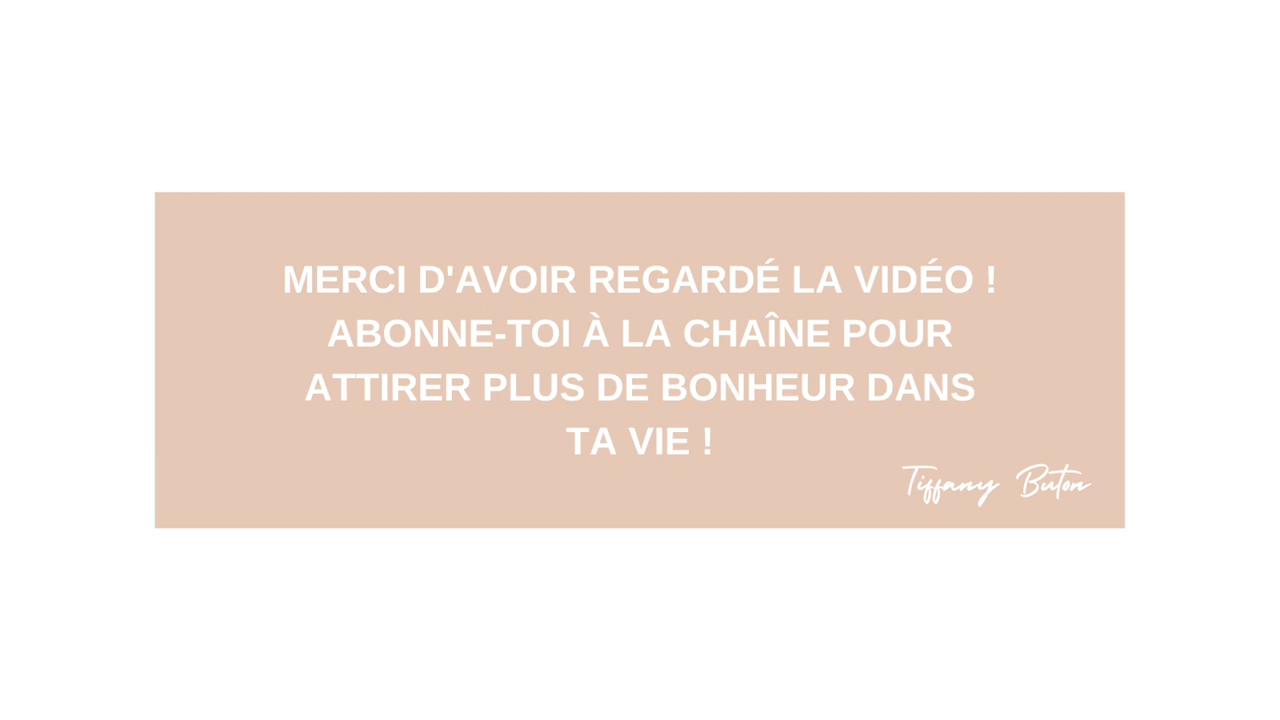 MERCI D'AVOIR REGARDÉ LA VIDÉO !
ABONNE-TOI À LA CHAÎNE POUR
ATTIRER PLUS DE BONHEUR DANS
TA VIE !
Tiffany Buton